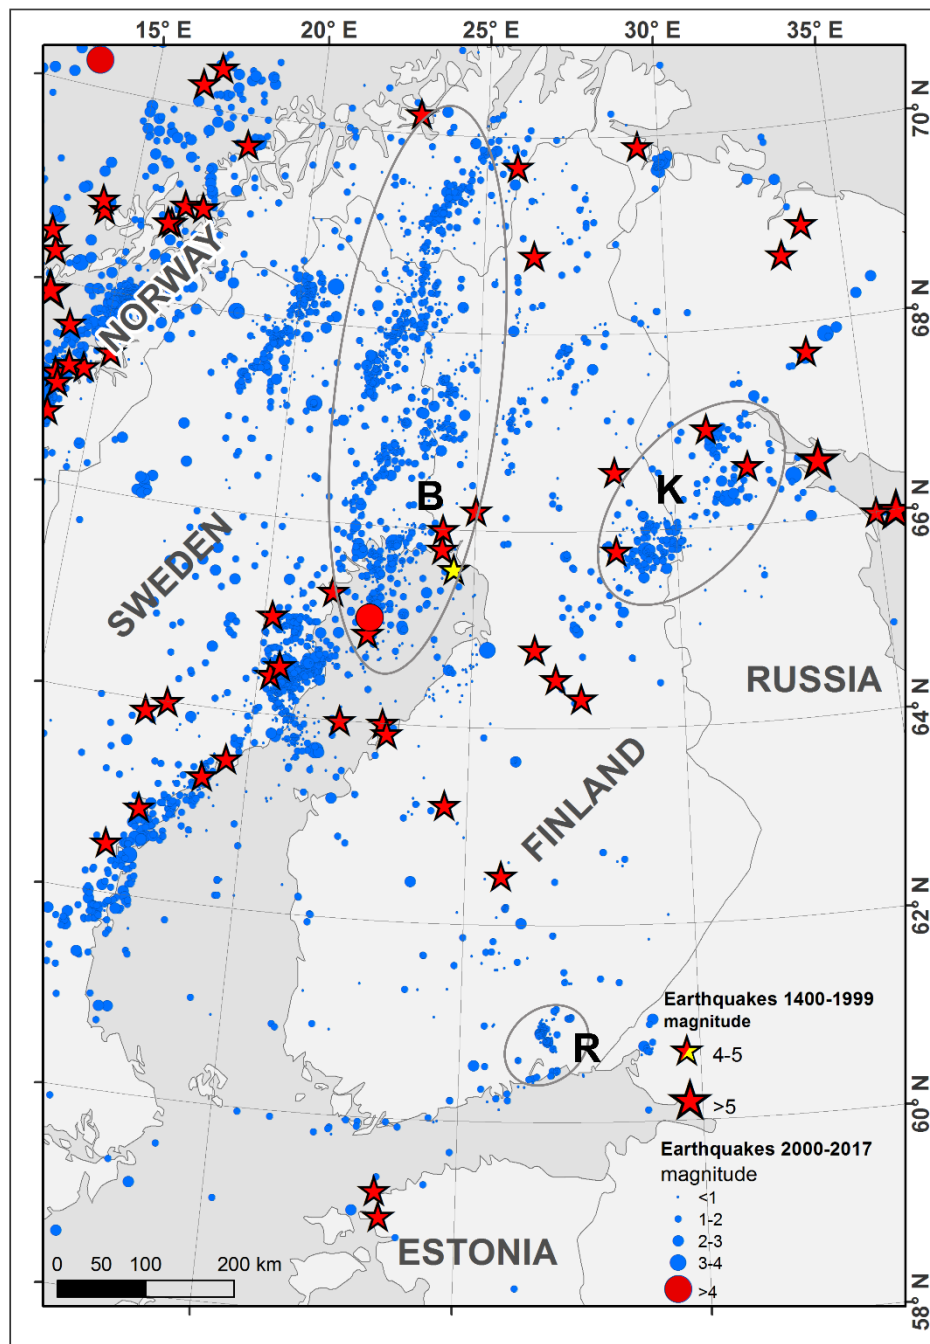 15° E 20° E 25° E 30° E 35° E
70° N
NORWAY
68° N
B
K
66° N
SWEDEN
RUSSIA
64° N
FINLAND
62° N
Earthquakes 1400-1999
magnitude
R
4-5
>5
60° N
Earthquakes 2000-2017
magnitude
<1
1-2
ESTONIA
2-3
0 50 100 200 km
3-4
>4
58° N